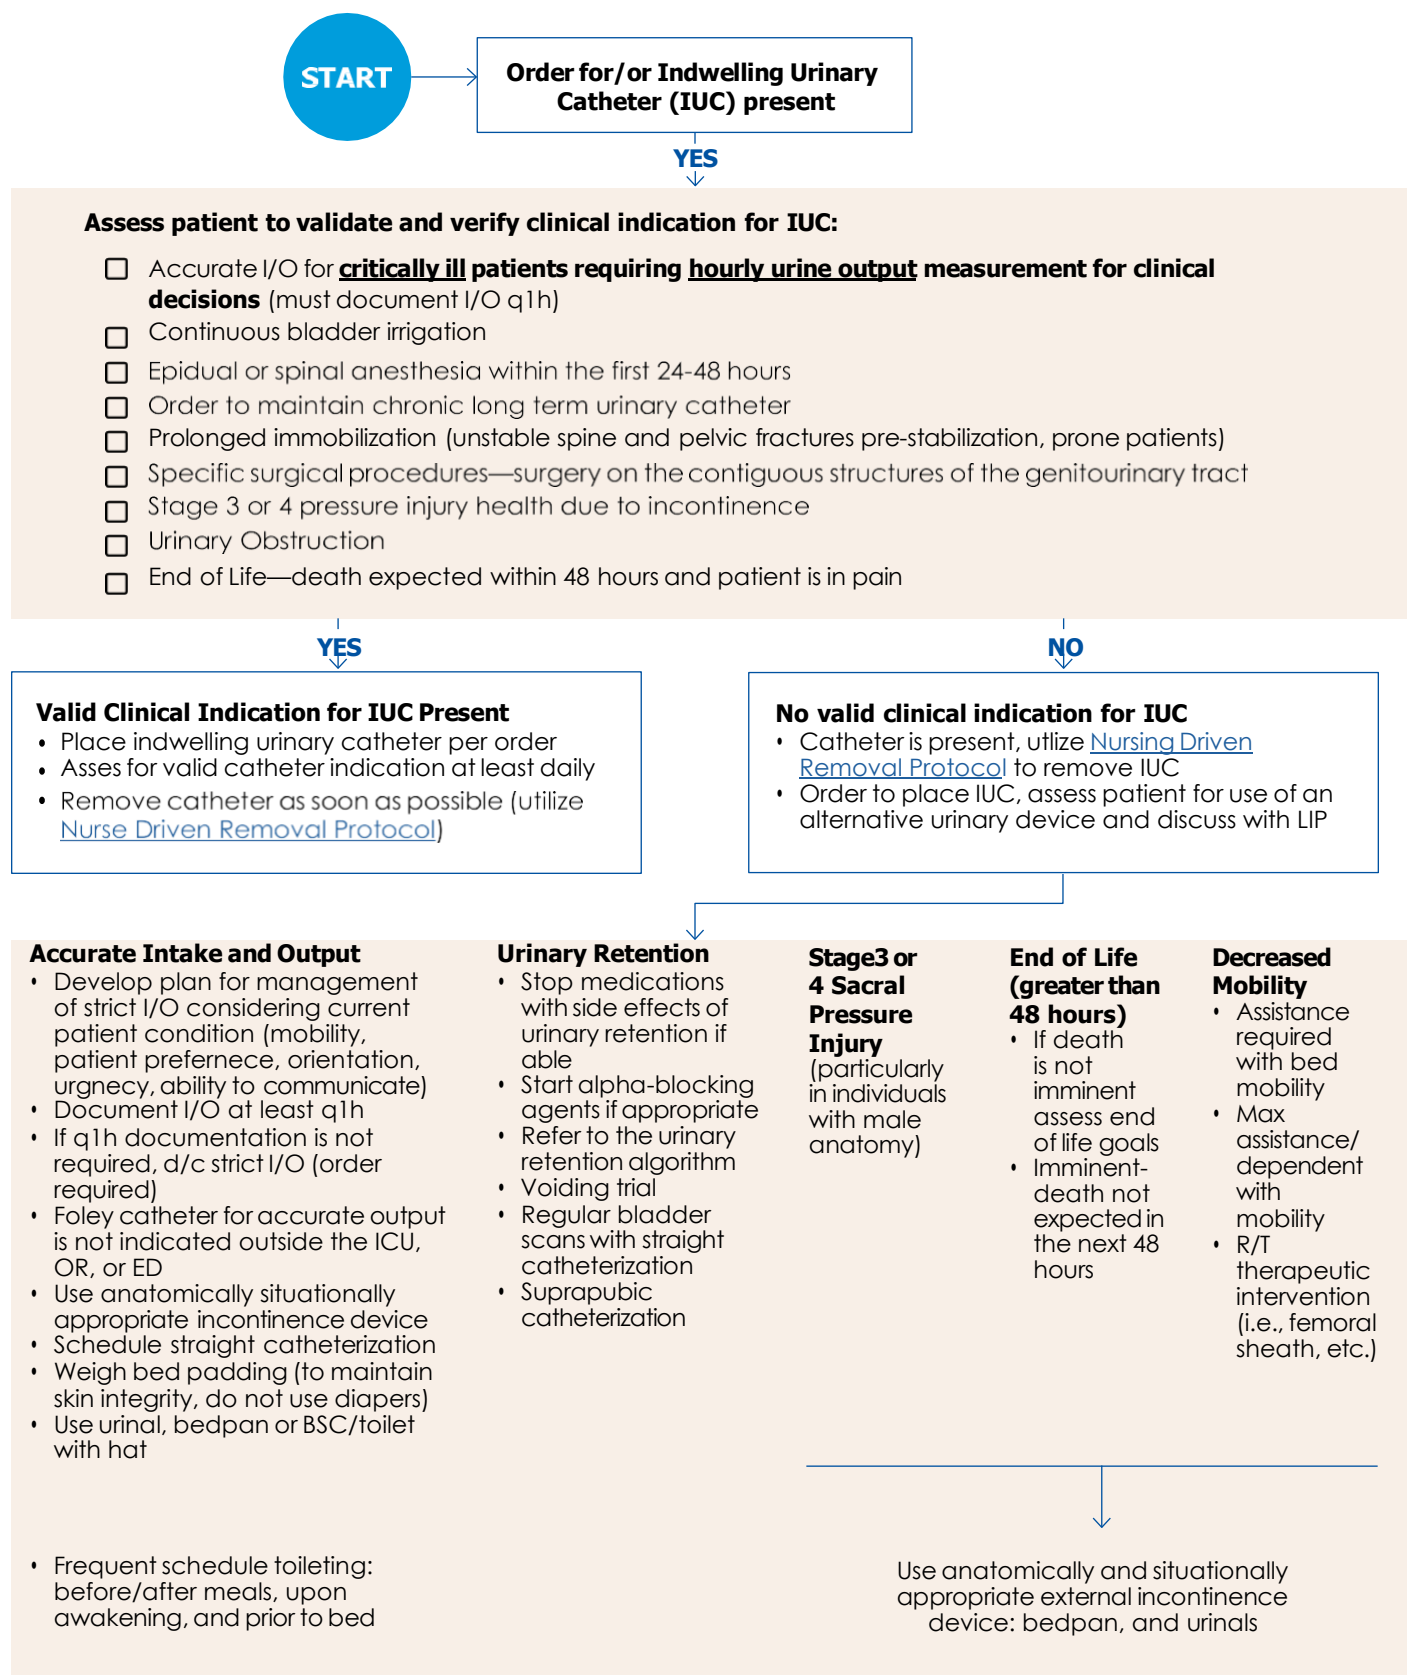 START
Order for/or Indwelling Urinary
Catheter (IUC) present
YES
Assess patient to validate and verify clinical indication for IUC:
Accurate I/O for critically ill patients requiring hourly urine output measurement for clinical
decisions (must document I/O q1h)
Continuous bladder irrigation
Epidual or spinal anesthesia within the first 24-48 hours
Order to maintain chronic long term urinary catheter
Prolonged immobilization (unstable spine and pelvic fractures pre-stabilization, prone patients)
Specific surgical procedures—surgery on the contiguous structures of the genitourinary tract
Stage 3 or 4 pressure injury health due to incontinence
Urinary Obstruction
End of Life—death expected within 48 hours and patient is in pain
YES
Valid Clinical Indication for IUC Present
• Place indwelling urinary catheter per order
• Asses for valid catheter indication at least daily
• Remove catheter as soon as possible (utilize
Nurse Driven Removal Protocol)
NO
No valid clinical indication for IUC
• Catheter is present, utlize Nursing Driven
Removal Protocol to remove IUC
• Order to place IUC, assess patient for use of an
alternative urinary device and discuss with LIP
Accurate Intake and Output
• Develop plan for management
of strict I/O considering current
patient condition (mobility,
patient prefernece, orientation,
urgnecy, ability to communicate)
• Document I/O at least q1h
• If q1h documentation is not
required, d/c strict I/O (order
required)
• Foley catheter for accurate output
is not indicated outside the ICU,
OR, or ED
• Use anatomically situationally
appropriate incontinence device
• Schedule straight catheterization
• Weigh bed padding (to maintain
skin integrity, do not use diapers)
• Use urinal, bedpan or BSC/toilet
with hat
• Frequent schedule toileting:
before/after meals, upon
awakening, and prior to bed
Urinary Retention
• Stop medications
with side effects of
urinary retention if
able
• Start alpha-blocking
agents if appropriate
• Refer to the urinary
retention algorithm
• Voiding trial
• Regular bladder
scans with straight
catheterization
• Suprapubic
catheterization
Stage3 or
4 Sacral
Pressure
Injury
(particularly
in individuals
with male
anatomy)
End of Life
(greater than
48 hours)
• If death
is not
imminent
assess end
of life goals
• Imminent-
death not
expected in
the next 48
hours
Decreased
Mobility
• Assistance
required
with bed
mobility
• Max
assistance/
dependent
with
mobility
• R/T
therapeutic
intervention
(i.e., femoral
sheath, etc.)
Use anatomically and situationally
appropriate external incontinence
device: bedpan, and urinals